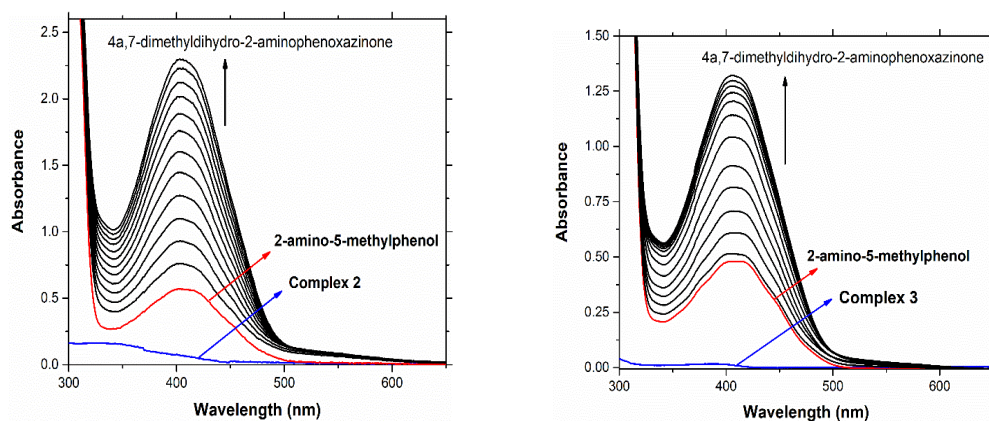 4a,7-dimethyldihydro-2-aminophenoxazinone
2.5
2.0
1.5
1.0
0.5
0.0
Absorbance
2-amino-5-methylphenol
Complex 2
300
400
500
600
Wavelength (nm)
4a,7-dimethyldihydro-2-aminophenoxazinone
1.50
1.25
1.00
0.75
0.50
0.25
0.00
Absorbance
2-amino-5-methylphenol
Complex 3
300
400
500
600
Wavelength (nm)